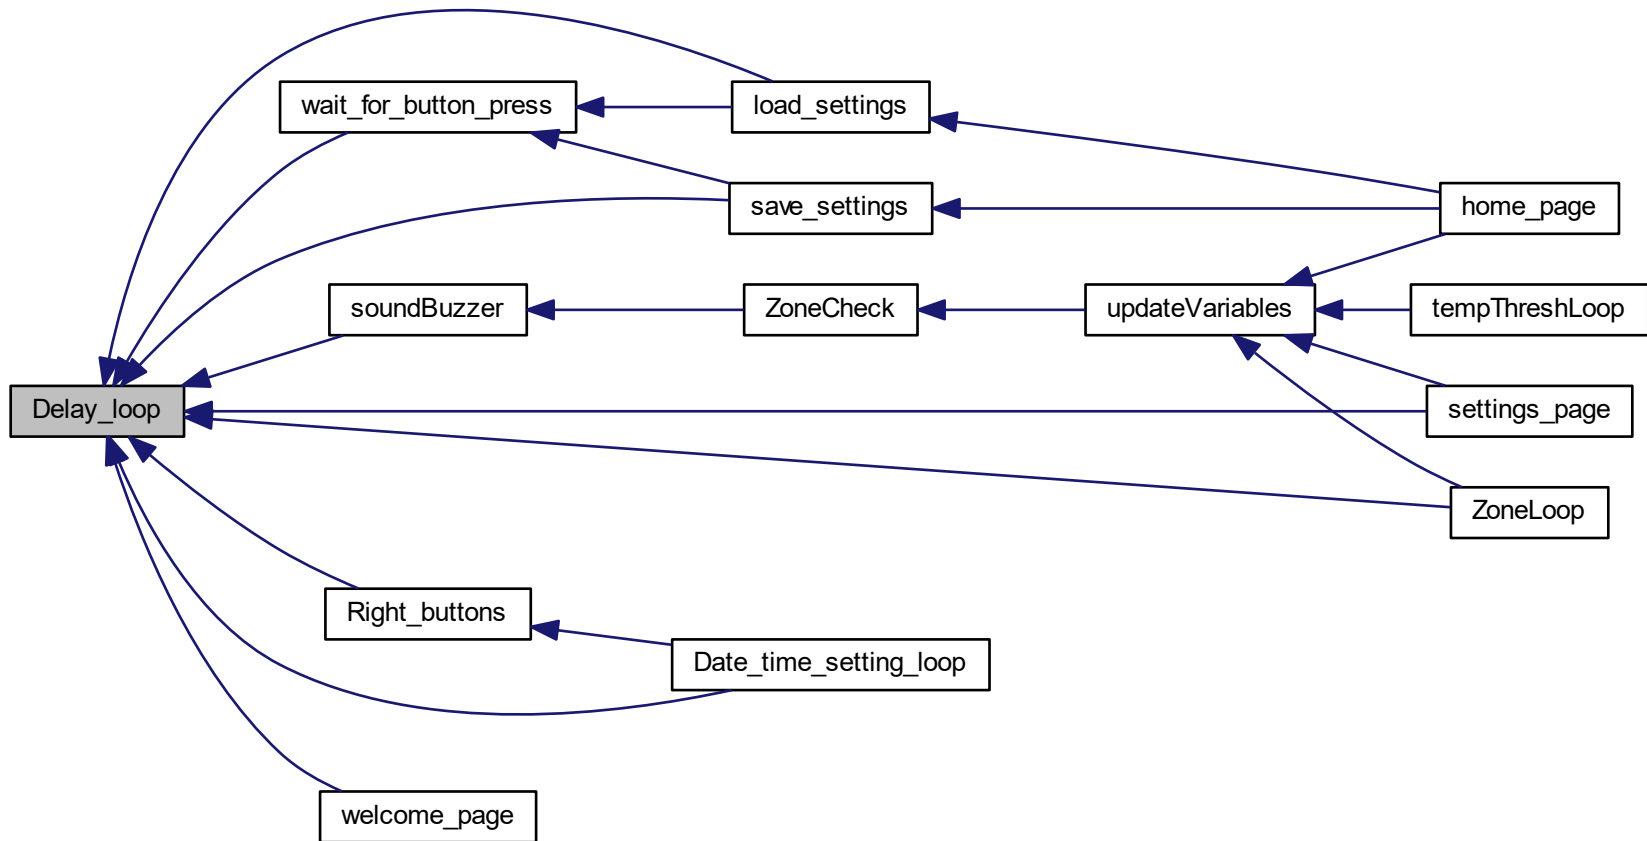 wait_for_button_press
load_settings
save_settings
home_page
soundBuzzer
ZoneCheck
updateVariables
tempThreshLoop
Delay_loop
settings_page
ZoneLoop
Right_buttons
Date_time_setting_loop
welcome_page